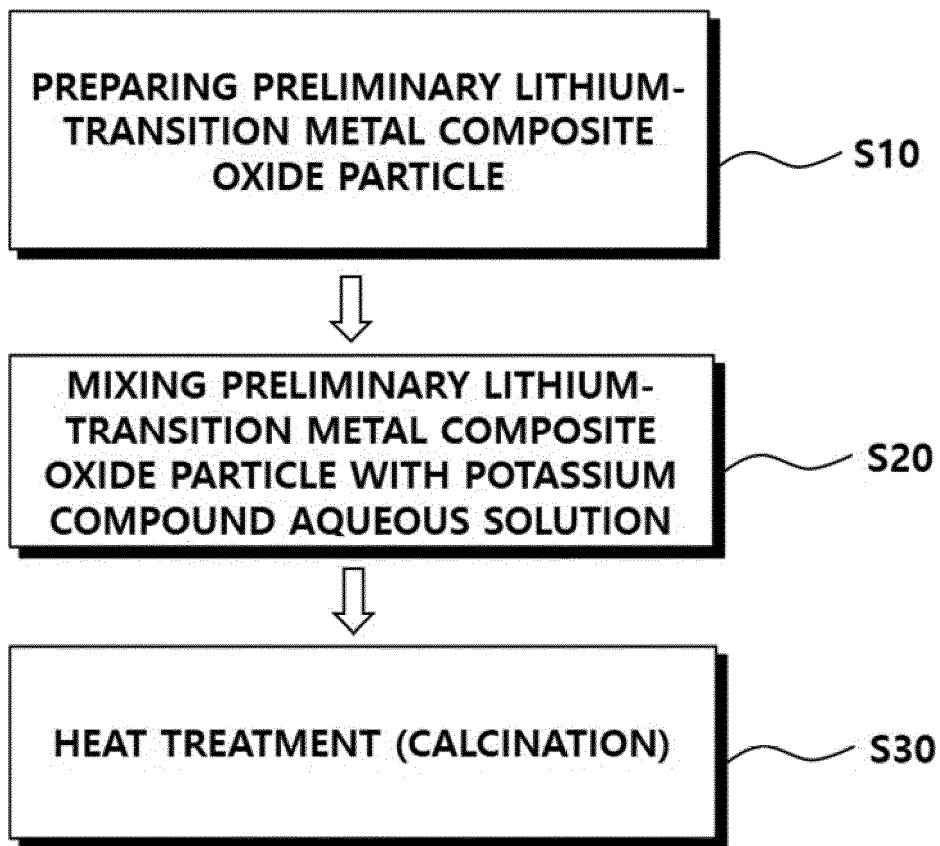 PREPARING PRELIMINARY LITHIUM-
TRANSITION METAL COMPOSITE
OXIDE PARTICLE
S10
MIXING PRELIMINARY LITHIUM-
TRANSITION METAL COMPOSITE
OXIDE PARTICLE WITH POTASSIUM
COMPOUND AQUEOUS SOLUTION
S20
HEAT TREATMENT (CALCINATION)
S30